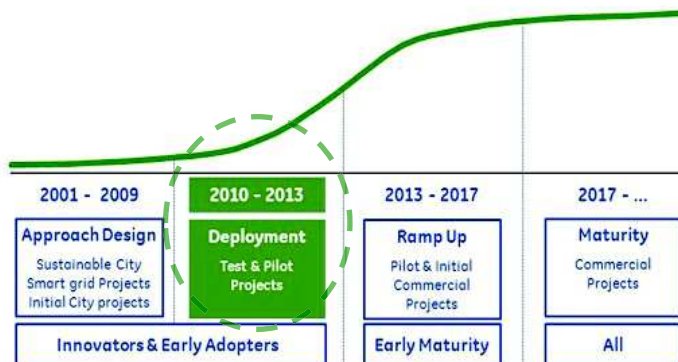 2001 - 2009
2010 - 2013
2013 - 2017
2017 - ...
Approach Design
Sustainable City
Smart grid Projects
Initial City projects
Deployment
Test & Pilot
Projects
Ramp Up
Pilot & Initial
Commercial
Projects
Maturity
Commercial
Projects
Innovators & Early Adopters
Early Maturity
All